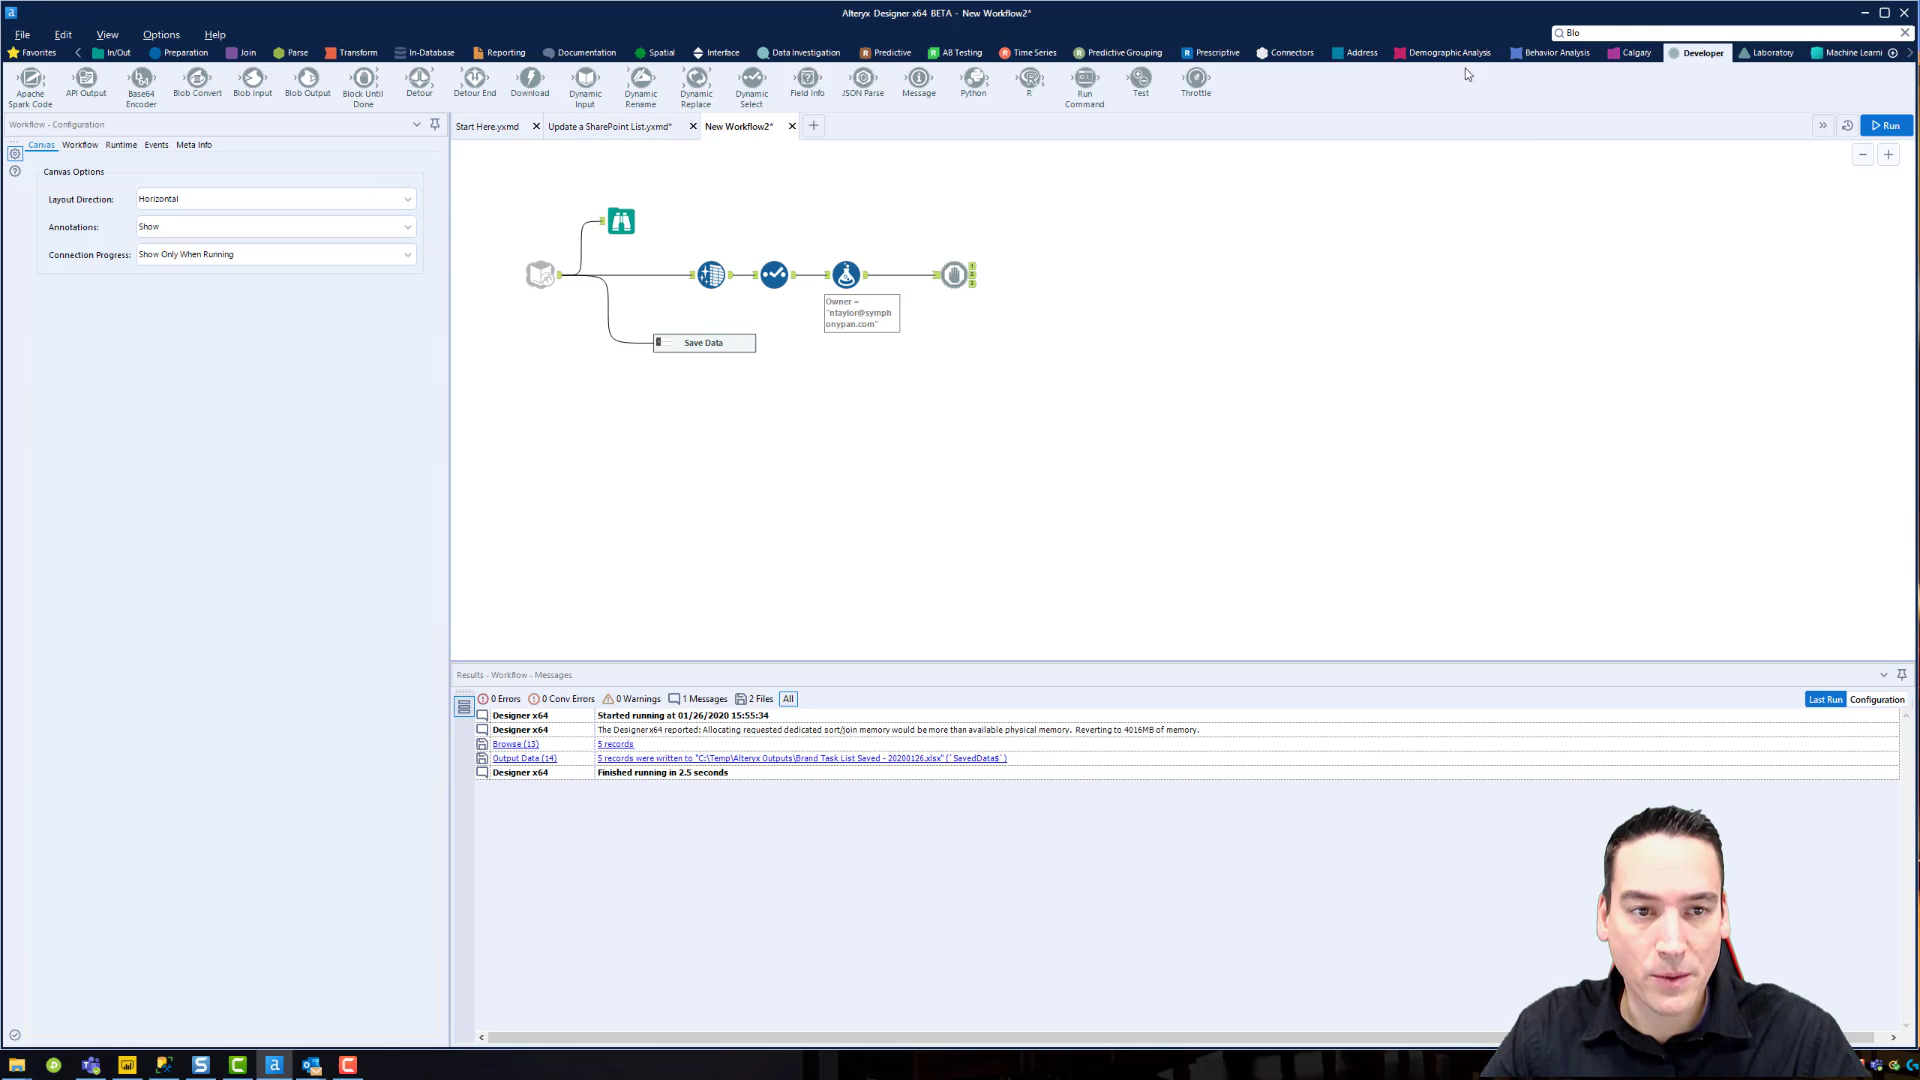 Alteryx Designer x64 BETA - New Workflow2*
File Edit View Options Help
Blo
Favorites In/Out Preparation Join Parse Transform In-Database Reporting Documentation Spatial Interface Data Investigation Predictive AB Testing Time Series Predictive Grouping Prescriptive Connectors Address Demographic Analysis Behavior Analysis Calgary Developer Laboratory Machine Learni
Apache Spark Code
API Output
Base64 Encoder
Blob Convert
Blob Input
Blob Output
Block Until Done
Detour
Detour End
Download
Dynamic Input
Dynamic Rename
Dynamic Replace
Dynamic Select
Field Info
JSON Parse
Message
Python
R
Run Command
Test
Throttle
Workflow - Configuration
Start Here.yxmd Update a SharePoint List.yxmd* New Workflow2*
Run
Canvas Workflow Runtime Events Meta Info
Canvas Options
Layout Direction: Horizontal
Annotations: Show
Connection Progress: Show Only When Running
Owner =
"ntaylor@symph
onypan.com"
Save Data
Results - Workflow - Messages
0 Errors 0 Conv Errors 0 Warnings 1 Messages 2 Files All
Last Run Configuration
Designer x64 Started running at 01/26/2020 15:55:34
Designer x64 The Designerx64 reported: Allocating requested dedicated sort/join memory would be more than available physical memory. Reverting to 4016MB of memory.
Browse (13) 5 records
Output Data (14) 5 records were written to "C:\Temp\Alteryx Outputs\Brand Task List Saved - 20200126.xlsx" (`SavedData$`)
Designer x64 Finished running in 2.5 seconds